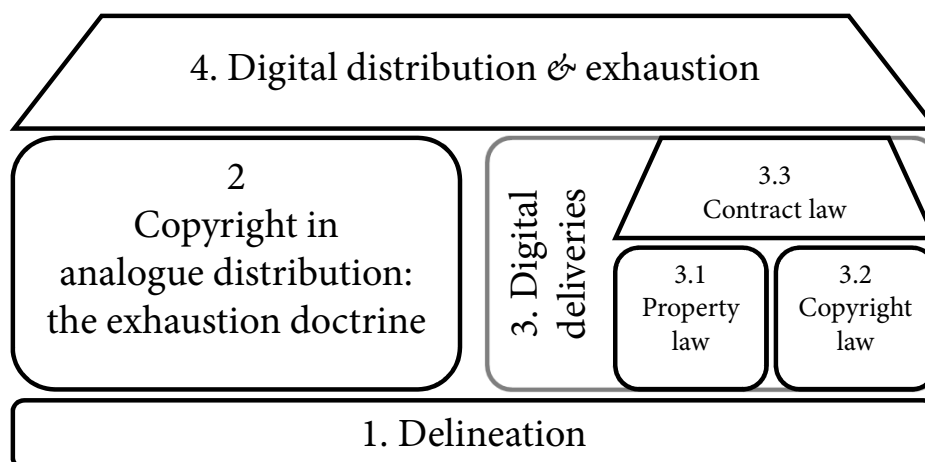 4. Digital distribution & exhaustion
2
Copyright in
analogue distribution:
the exhaustion doctrine
3. Digital
deliveries
3.3
Contract law
3.1
Property
law
3.2
Copyright
law
1. Delineation